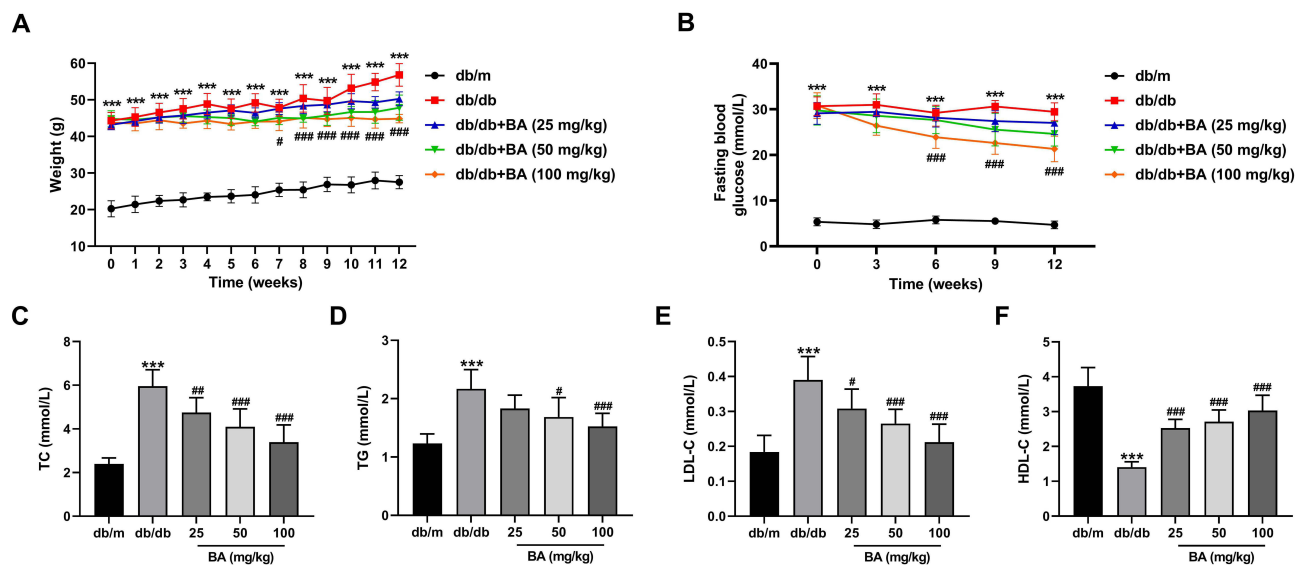 A
Weight (g)
60
50
40
30
20
10
*** *** *** *** *** *** *** *** *** *** *** *** ***
# ### ### ### ### ###
0 1 2 3 4 5 6 7 8 9 10 11 12
Time (weeks)
db/m
db/db
db/db+BA (25 mg/kg)
db/db+BA (50 mg/kg)
db/db+BA (100 mg/kg)
B
Fasting blood
glucose (mmol/L)
40
30
20
10
0
*** *** *** *** ***
### ### ###
0 3 6 9 12
Time (weeks)
db/m
db/db
db/db+BA (25 mg/kg)
db/db+BA (50 mg/kg)
db/db+BA (100 mg/kg)
C
TC (mmol/L)
8
6
4
2
0
*** ## ### ###
db/m db/db 25 50 100
BA (mg/kg)
D
TG (mmol/L)
3
2
1
0
*** # ###
db/m db/db 25 50 100
BA (mg/kg)
E
LDL-C (mmol/L)
0.5
0.4
0.3
0.2
0.1
0.0
*** # ### ###
db/m db/db 25 50 100
BA (mg/kg)
F
HDL-C (mmol/L)
5
4
3
2
1
0
*** ### ### ###
db/m db/db 25 50 100
BA (mg/kg)